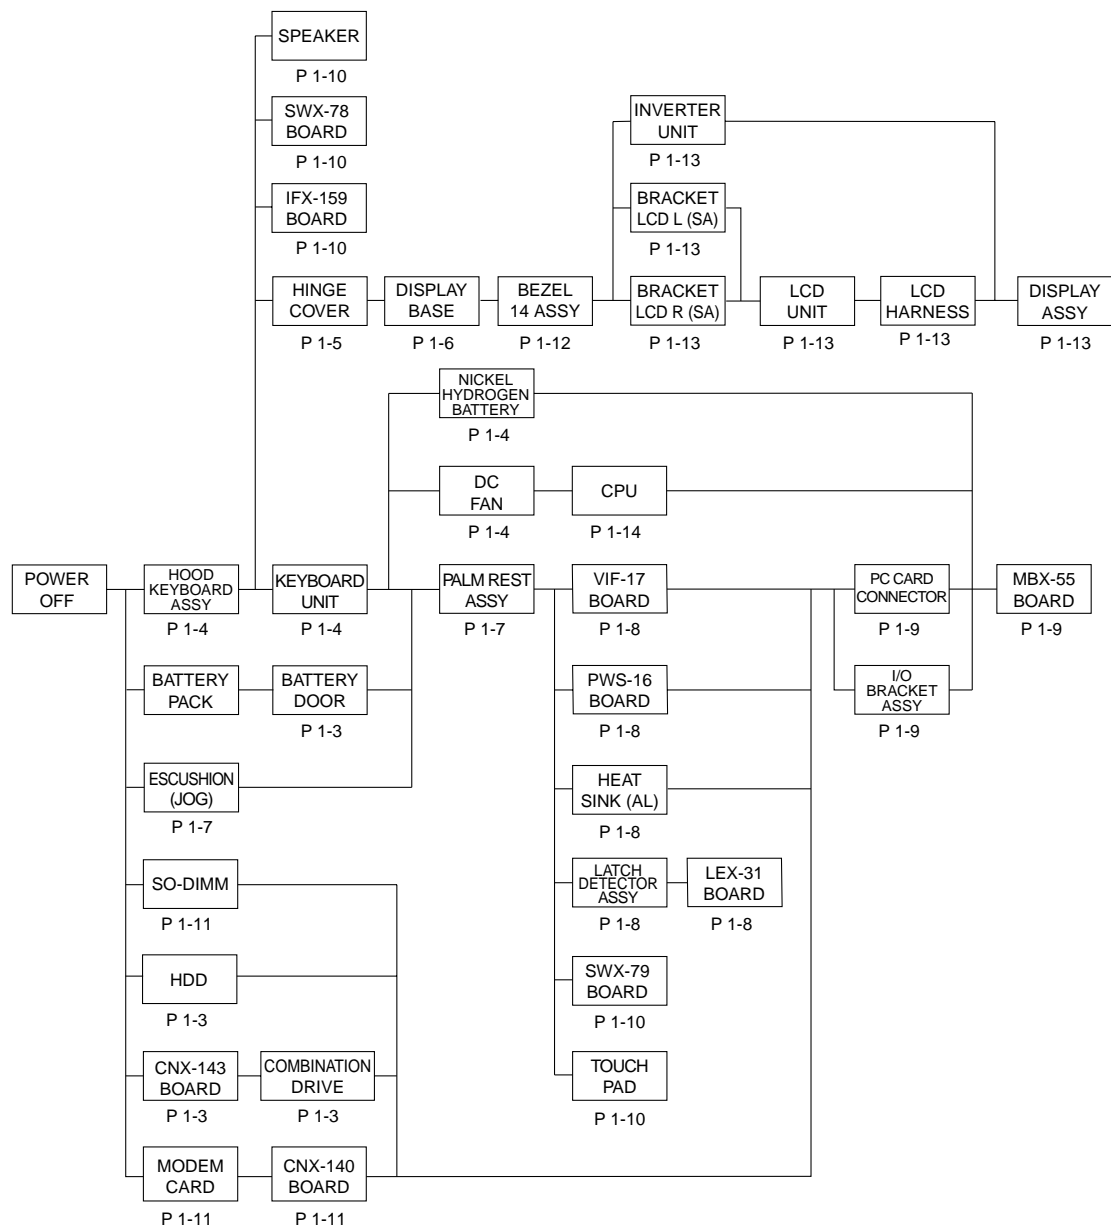 SPEAKER
P 1-10
SWX-78
BOARD
P 1-10
IFX-159
BOARD
P 1-10
HINGE
COVER
P 1-5
DISPLAY
BASE
P 1-6
BEZEL
14 ASSY
P 1-12
INVERTER
UNIT
P 1-13
BRACKET
LCD L (SA)
P 1-13
BRACKET
LCD R (SA)
P 1-13
LCD
UNIT
P 1-13
LCD
HARNESS
P 1-13
DISPLAY
ASSY
P 1-13
NICKEL
HYDROGEN
BATTERY
P 1-4
DC
FAN
P 1-4
CPU
P 1-14
POWER
OFF
HOOD
KEYBOARD
ASSY
P 1-4
KEYBOARD
UNIT
P 1-4
PALM REST
ASSY
P 1-7
VIF-17
BOARD
P 1-8
PC CARD
CONNECTOR
P 1-9
MBX-55
BOARD
P 1-9
BATTERY
PACK
BATTERY
DOOR
P 1-3
PWS-16
BOARD
P 1-8
I/O
BRACKET
ASSY
P 1-9
ESCUSHION
(JOG)
P 1-7
HEAT
SINK (AL)
P 1-8
SO-DIMM
P 1-11
LATCH
DETECTOR
ASSY
P 1-8
LEX-31
BOARD
P 1-8
HDD
P 1-3
SWX-79
BOARD
P 1-10
CNX-143
BOARD
P 1-3
COMBINATION
DRIVE
P 1-3
TOUCH
PAD
P 1-10
MODEM
CARD
P 1-11
CNX-140
BOARD
P 1-11